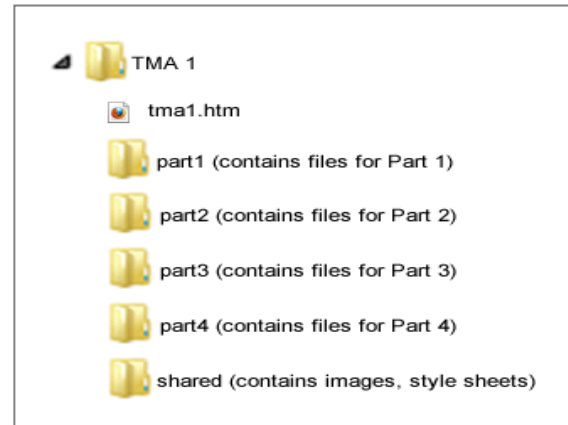 TMA 1
tma1.htm
part1 (contains files for Part 1)
part2 (contains files for Part 2)
part3 (contains files for Part 3)
part4 (contains files for Part 4)
shared (contains images, style sheets)